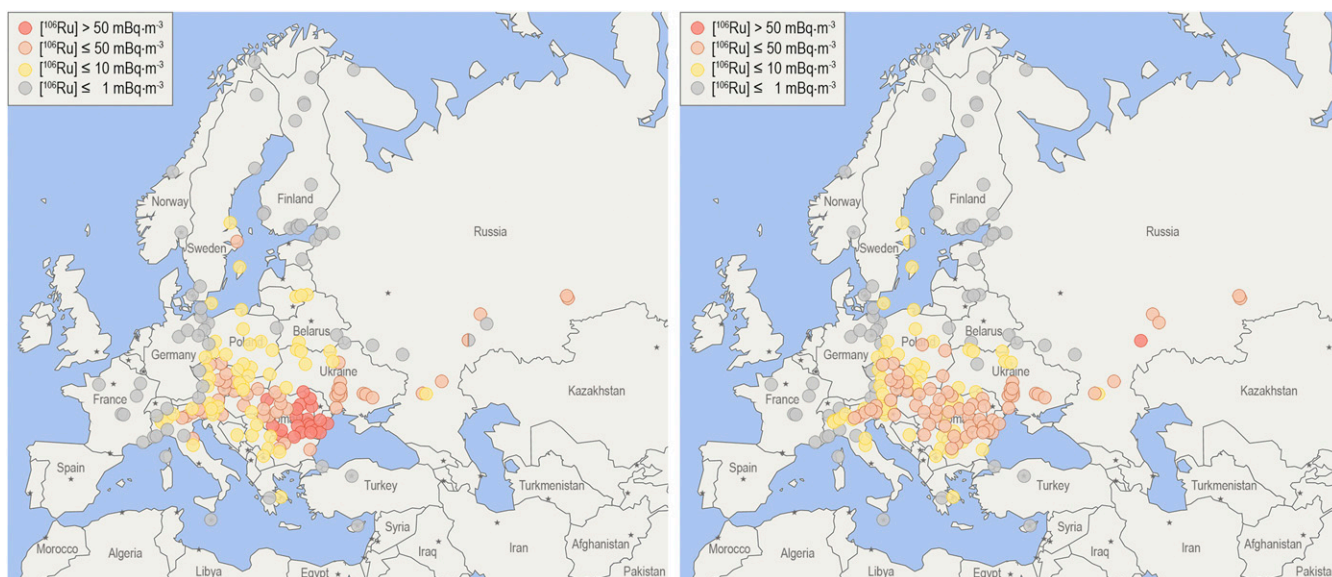 [¹⁰⁶Ru] > 50 mBq·m⁻³
[¹⁰⁶Ru] ≤ 50 mBq·m⁻³
[¹⁰⁶Ru] ≤ 10 mBq·m⁻³
[¹⁰⁶Ru] ≤ 1 mBq·m⁻³
Norway
Finland
Sweden
Russia
Belarus
Germany
Ukraine
Kazakhstan
France
Spain
Turkey
Turkmenistan
Syria
Morocco
Algeria
Iraq
Iran
Afghanistan
Libya
Egypt
Pakistan
[¹⁰⁶Ru] > 50 mBq·m⁻³
[¹⁰⁶Ru] ≤ 50 mBq·m⁻³
[¹⁰⁶Ru] ≤ 10 mBq·m⁻³
[¹⁰⁶Ru] ≤ 1 mBq·m⁻³
Norway
Finland
Sweden
Russia
Belarus
Germany
Ukraine
Kazakhstan
France
Spain
Turkey
Turkmenistan
Syria
Morocco
Algeria
Iraq
Iran
Afghanistan
Libya
Egypt
Pakistan